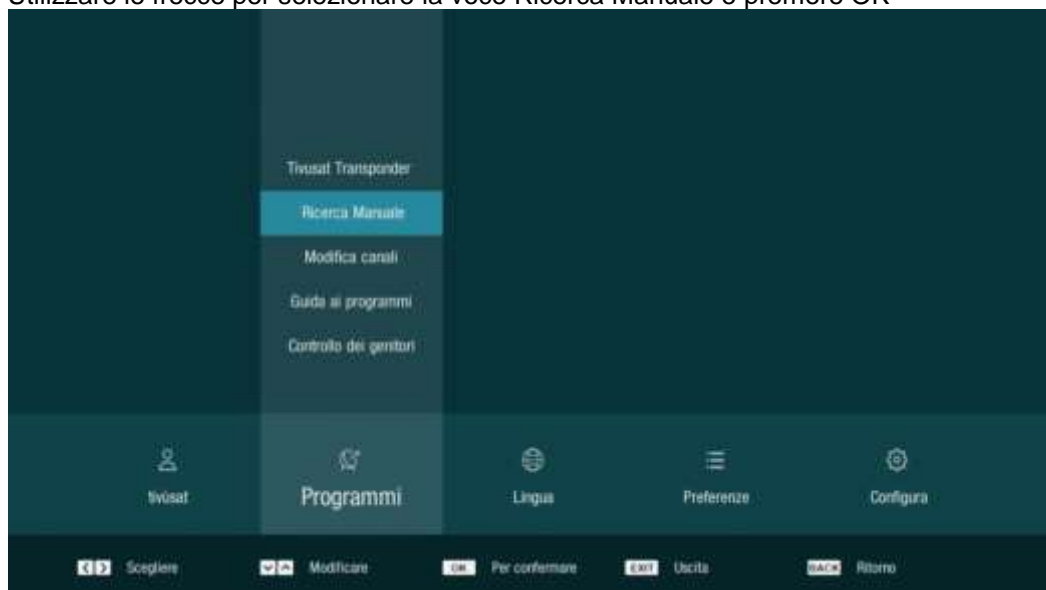 Utilizzare le frecce per selezionare la voce Ricerca Manuale e premere OK
Tivusat Transponder
Ricerca Manuale
Modifica canali
Guida ai programmi
Controllo dei genitori
tivùsat Programmi Lingua Preferenze Configura
Scegliere Modificare OK Per confermare EXIT Uscita BACK Ritorno